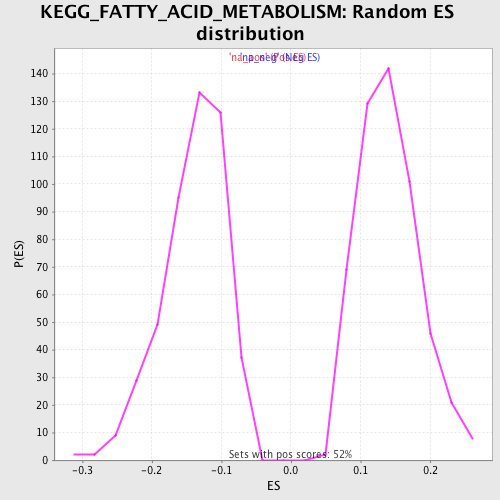 KEGG_FATTY_ACID_METABOLISM: Random ES
distribution
140
130
120
110
100
90
80
70
60
50
40
30
20
10
0
P(ES)
Sets with pos scores: 52%
-0.3 -0.2 -0.1 0.0 0.1 0.2
ES